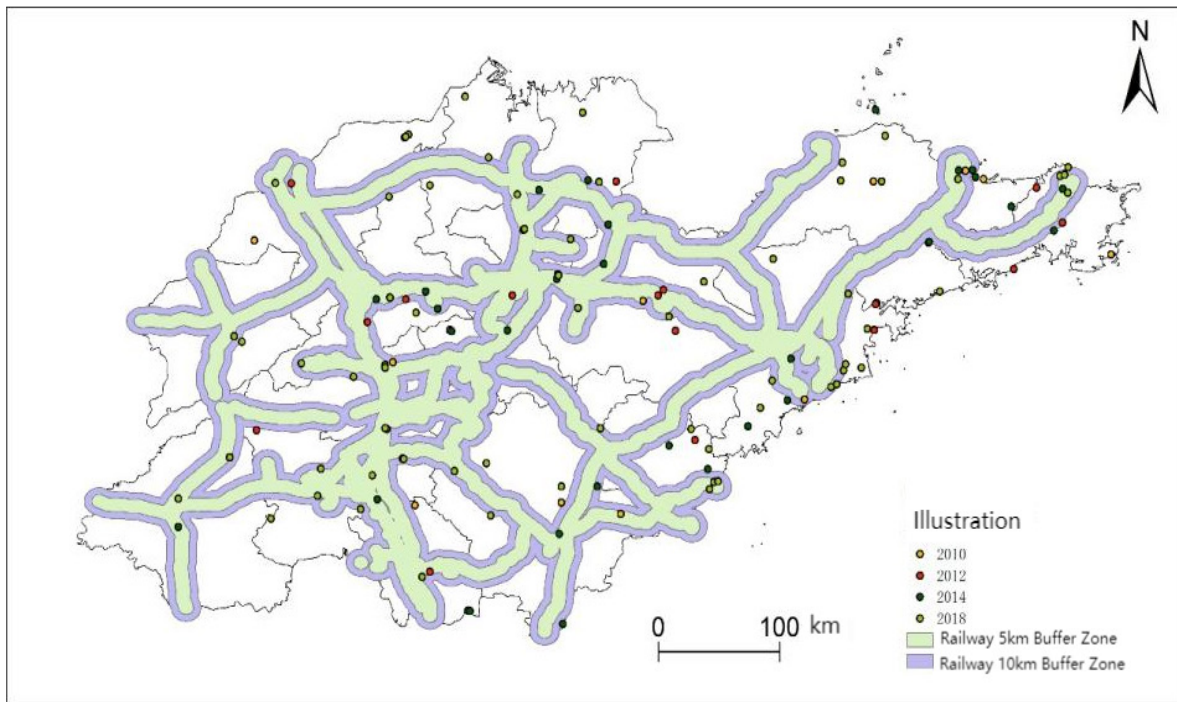 N
Illustration
2010
2012
2014
2018
Railway 5km Buffer Zone
Railway 10km Buffer Zone
0 100 km